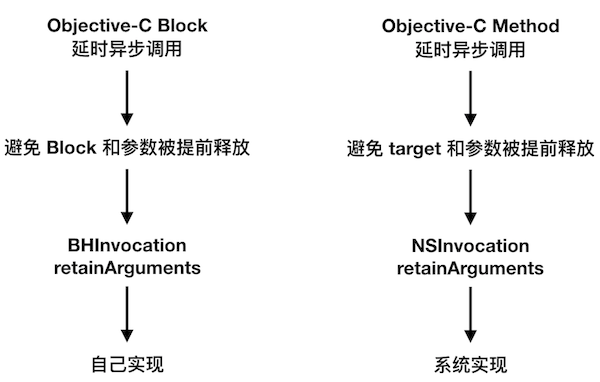 Objective-C Block
延时异步调用
避免 Block 和参数被提前释放
BHInvocation
retainArguments
自己实现
Objective-C Method
延时异步调用
避免 target 和参数被提前释放
NSInvocation
retainArguments
系统实现